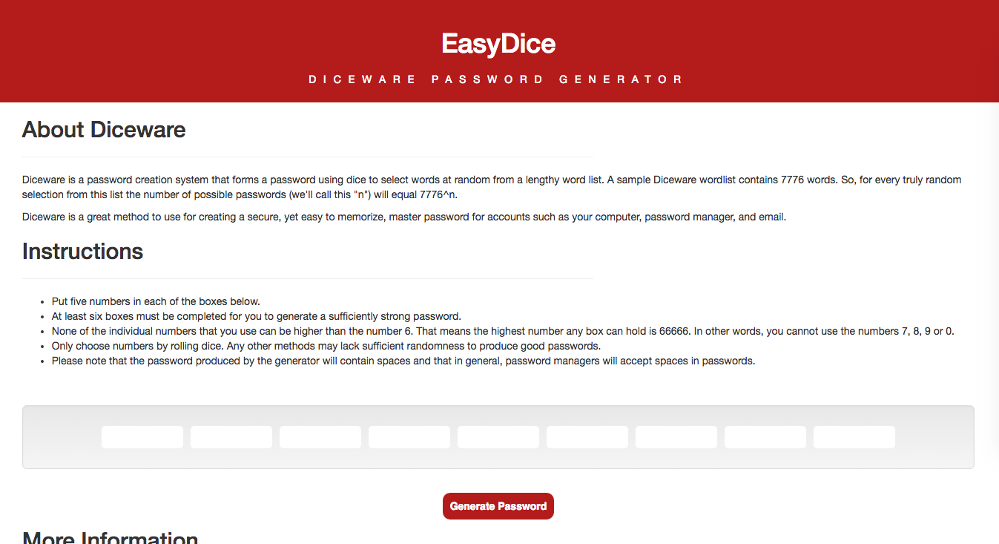 EasyDice
DICEWARE PASSWORD GENERATOR
About Diceware
Diceware is a password creation system that forms a password using dice to select words at random from a lengthy word list. A sample Diceware wordlist contains 7776 words. So, for every truly random
selection from this list the number of possible passwords (we'll call this "n") will equal 7776^n.
Diceware is a great method to use for creating a secure, yet easy to memorize, master password for accounts such as your computer, password manager, and email.
Instructions
• Put five numbers in each of the boxes below.
• At least six boxes must be completed for you to generate a sufficiently strong password.
• None of the individual numbers that you use can be higher than the number 6. That means the highest number any box can hold is 66666. In other words, you cannot use the numbers 7, 8, 9 or 0.
• Only choose numbers by rolling dice. Any other methods may lack sufficient randomness to produce good passwords.
• Please note that the password produced by the generator will contain spaces and that in general, password managers will accept spaces in passwords.
Generate Password
More Information